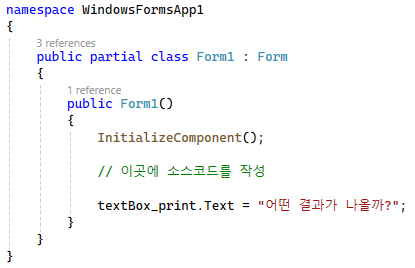 namespace WindowsFormsApp1
{
3 references
public partial class Form1 : Form
{
1 reference
public Form1()
{
InitializeComponent();
// 이곳에 소스코드를 작성
textBox_print.Text = "어떤 결과가 나올까?";
}
}
}